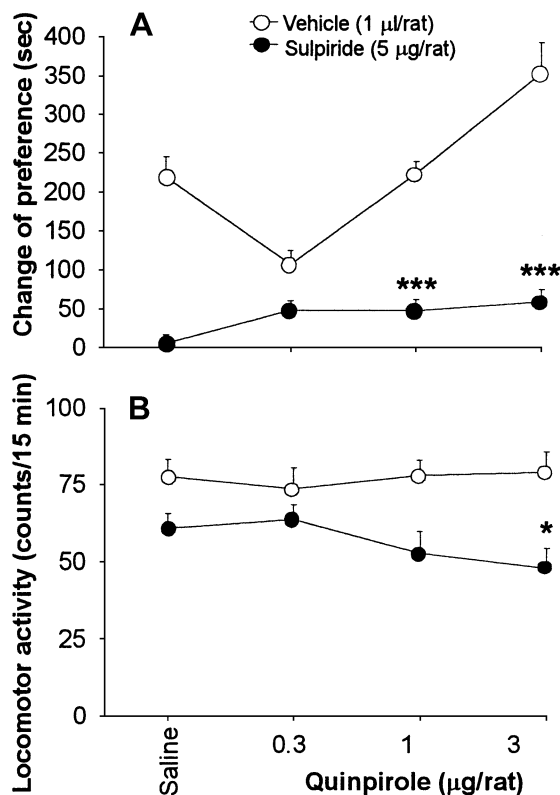 A
Vehicle (1 µl/rat)
Sulpiride (5 µg/rat)
Change of preference (sec)
400
350
300
250
200
150
100
50
0
***
***
B
Locomotor activity (counts/15 min)
100
75
50
25
0
*
Saline
0.3
1
3
Quinpirole (µg/rat)